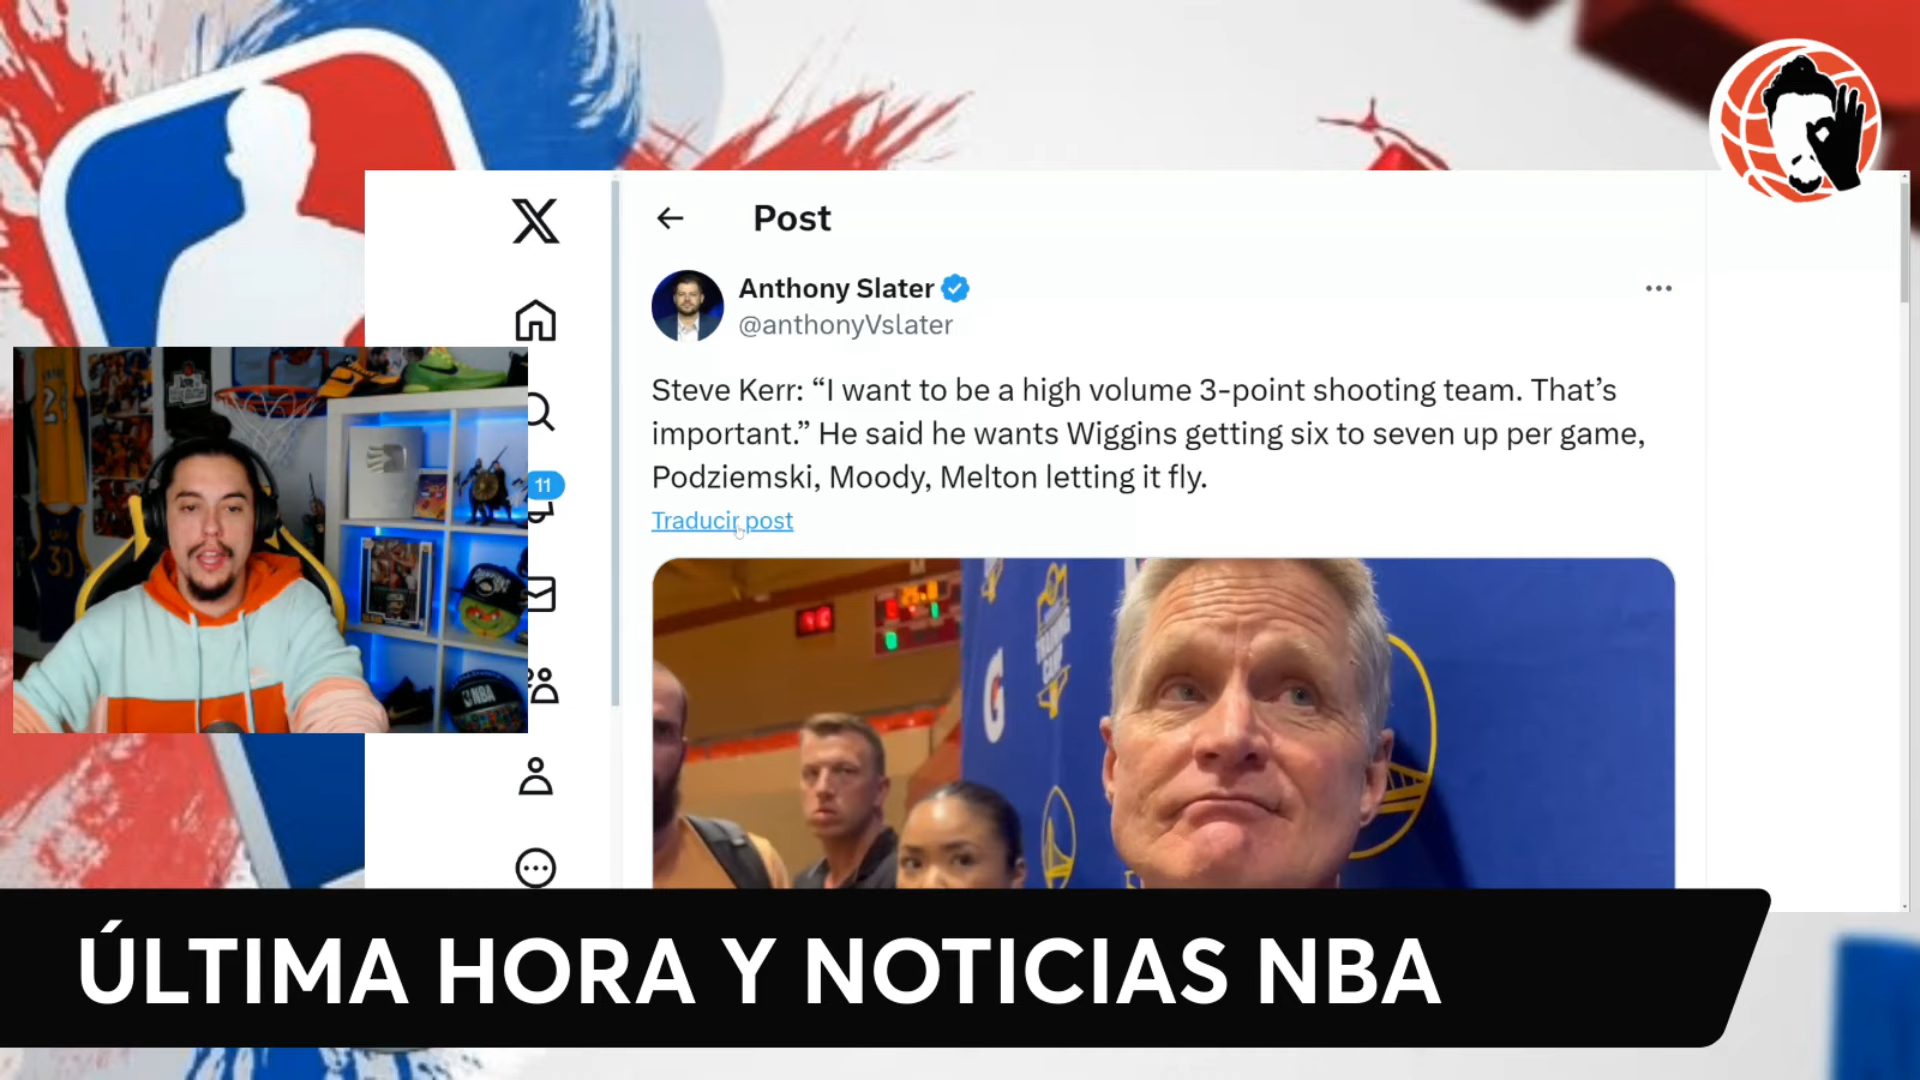 Post
Anthony Slater
@anthonyVslater
Steve Kerr: “I want to be a high volume 3-point shooting team. That’s
important.” He said he wants Wiggins getting six to seven up per game,
Podziemski, Moody, Melton letting it fly.
Traducir post
11
NBA
G
ÚLTIMA HORA Y NOTICIAS NBA